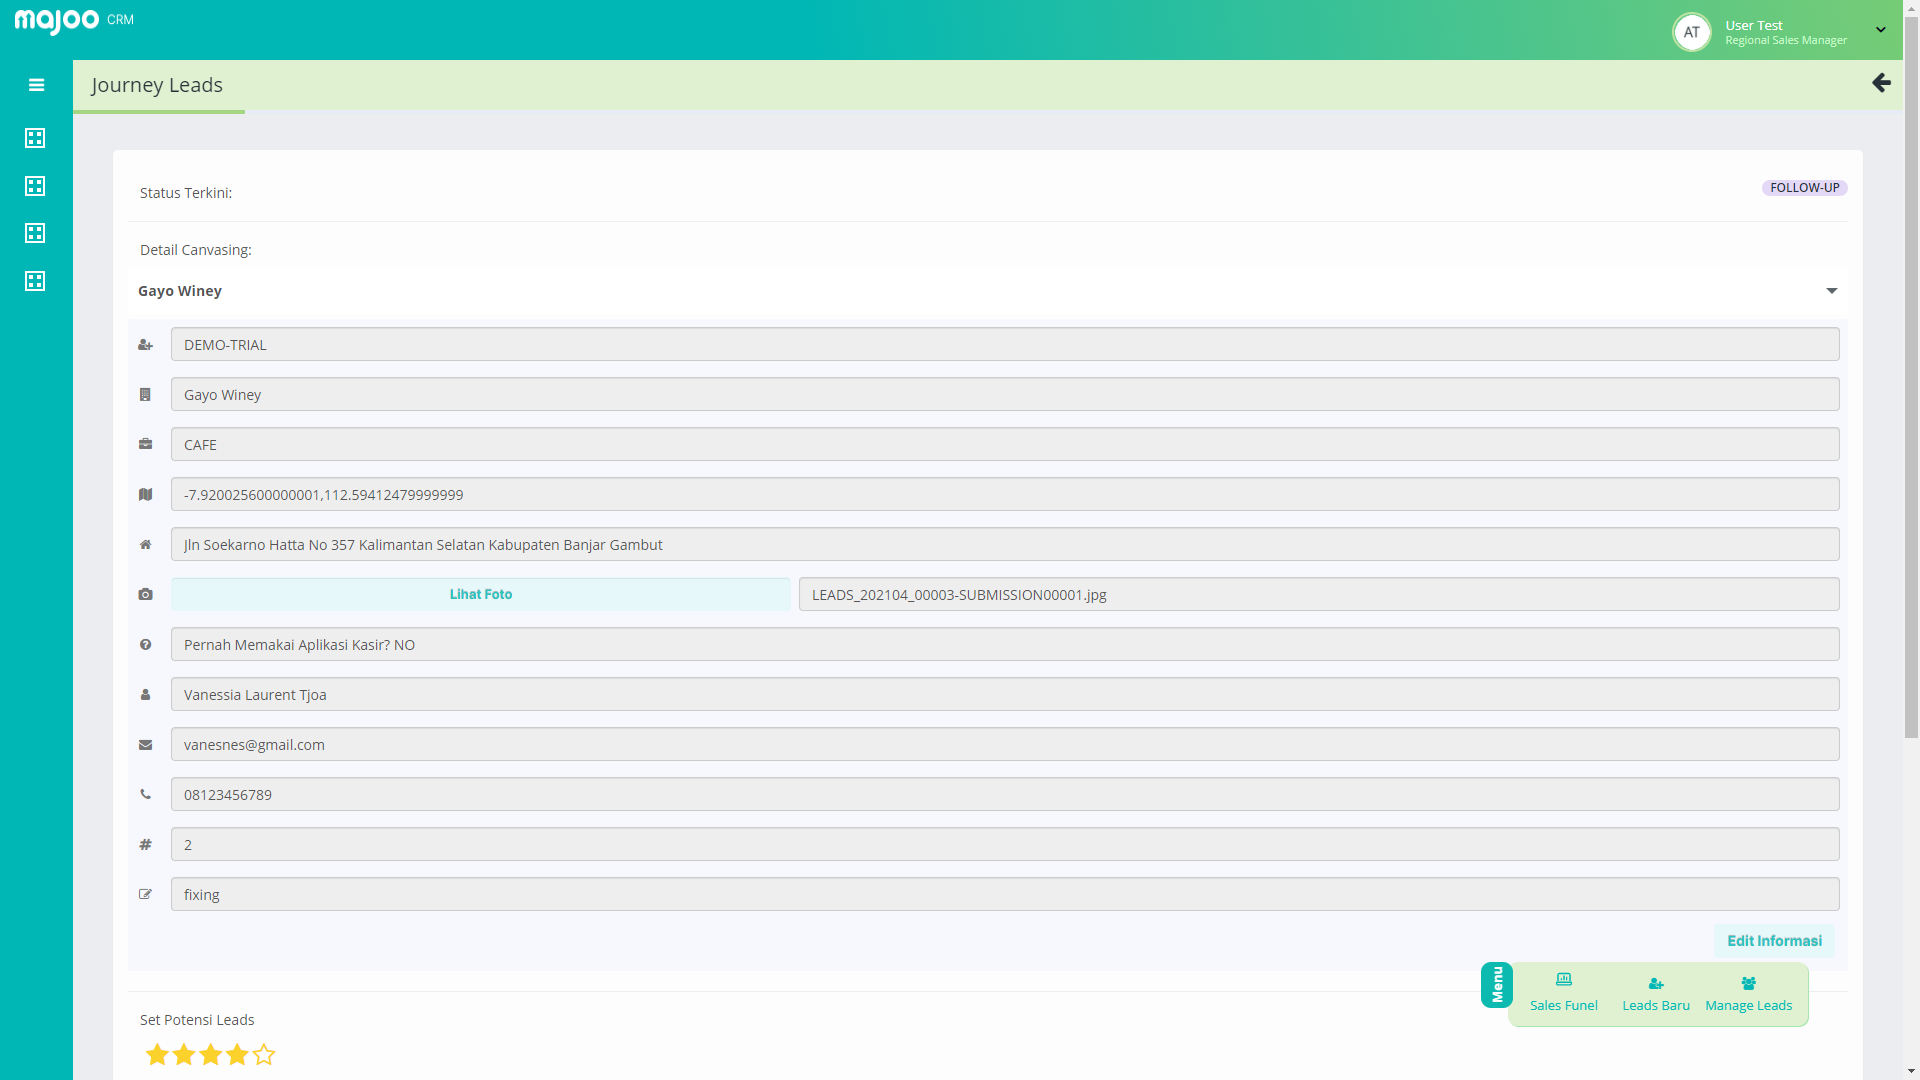 majoo CRM
AT
User Test
Regional Sales Manager
Journey Leads
Status Terkini:
FOLLOW-UP
Detail Canvasing:
Gayo Winey
DEMO-TRIAL
Gayo Winey
CAFE
-7.920025600000001,112.59412479999999
Jln Soekarno Hatta No 357 Kalimantan Selatan Kabupaten Banjar Gambut
Lihat Foto
LEADS_202104_00003-SUBMISSION00001.jpg
Pernah Memakai Aplikasi Kasir? NO
Vanessia Laurent Tjoa
vanesnes@gmail.com
08123456789
2
fixing
Edit Informasi
Menu
Sales Funel
Leads Baru
Manage Leads
Set Potensi Leads